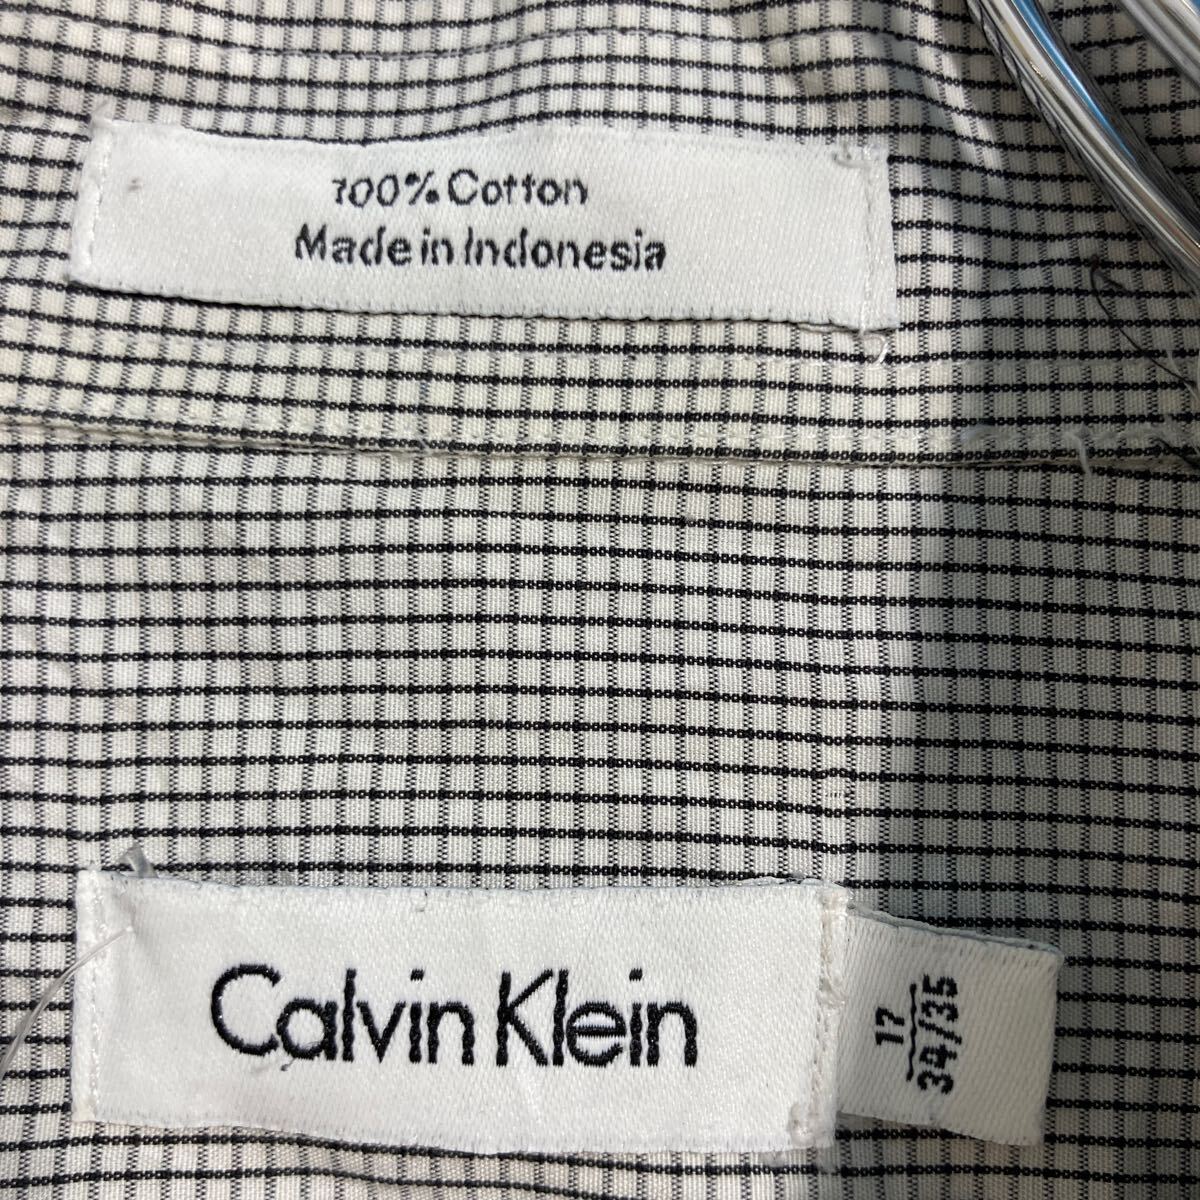 100% Cotton
Made in Indonesia
Calvin Klein
17
34/35